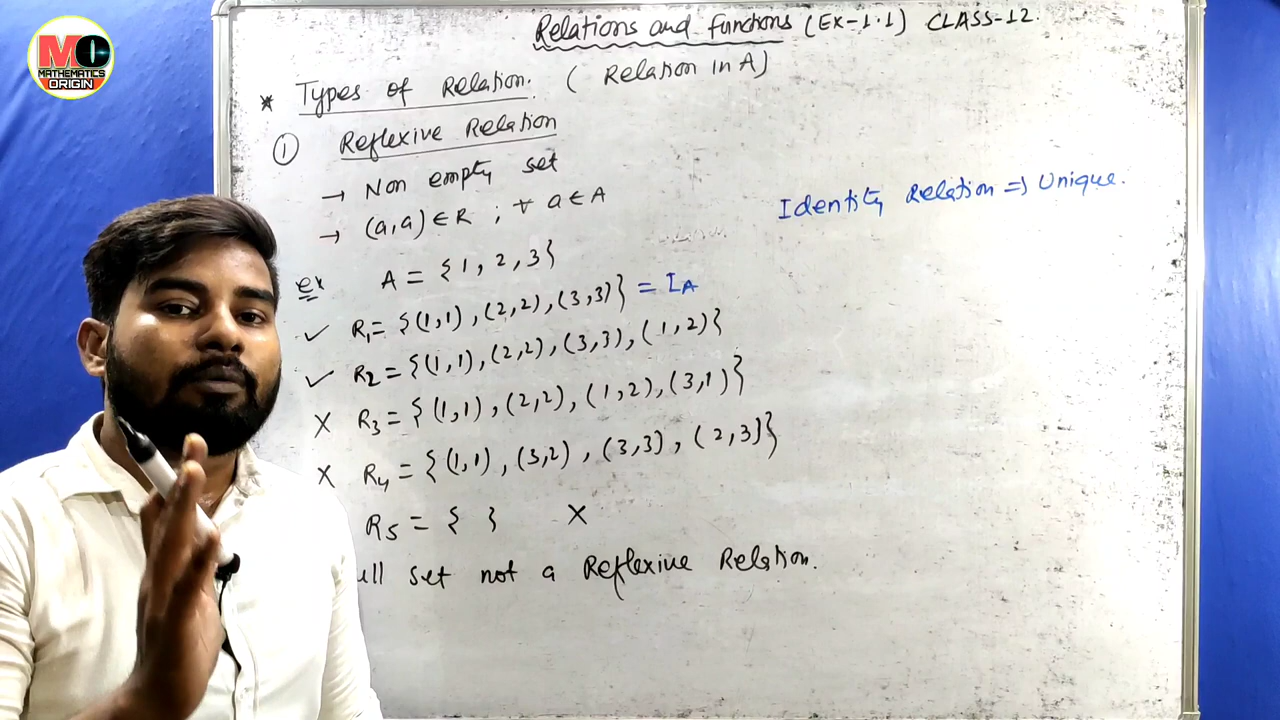 MO
MATHEMATICS
ORIGIN
Relations and functions (Ex-1.1) CLASS-12.
* Types of Relation. ( Relation in A)
① Reflexive Relation
→ Non empty set
→ (a,a) ∈ R ; ∀ a ∈ A
Identity Relation => Unique.
ex A = {1, 2, 3}
✓ R₁ = {(1,1), (2,2), (3,3)} = I_A
✓ R₂ = {(1,1), (2,2), (3,3), (1,2)}
X R₃ = {(1,1), (2,2), (1,2), (3,1)}
X R₄ = {(1,1), (3,2), (3,3), (2,3)}
R₅ = { } X
ull set not a Reflexive Relation.